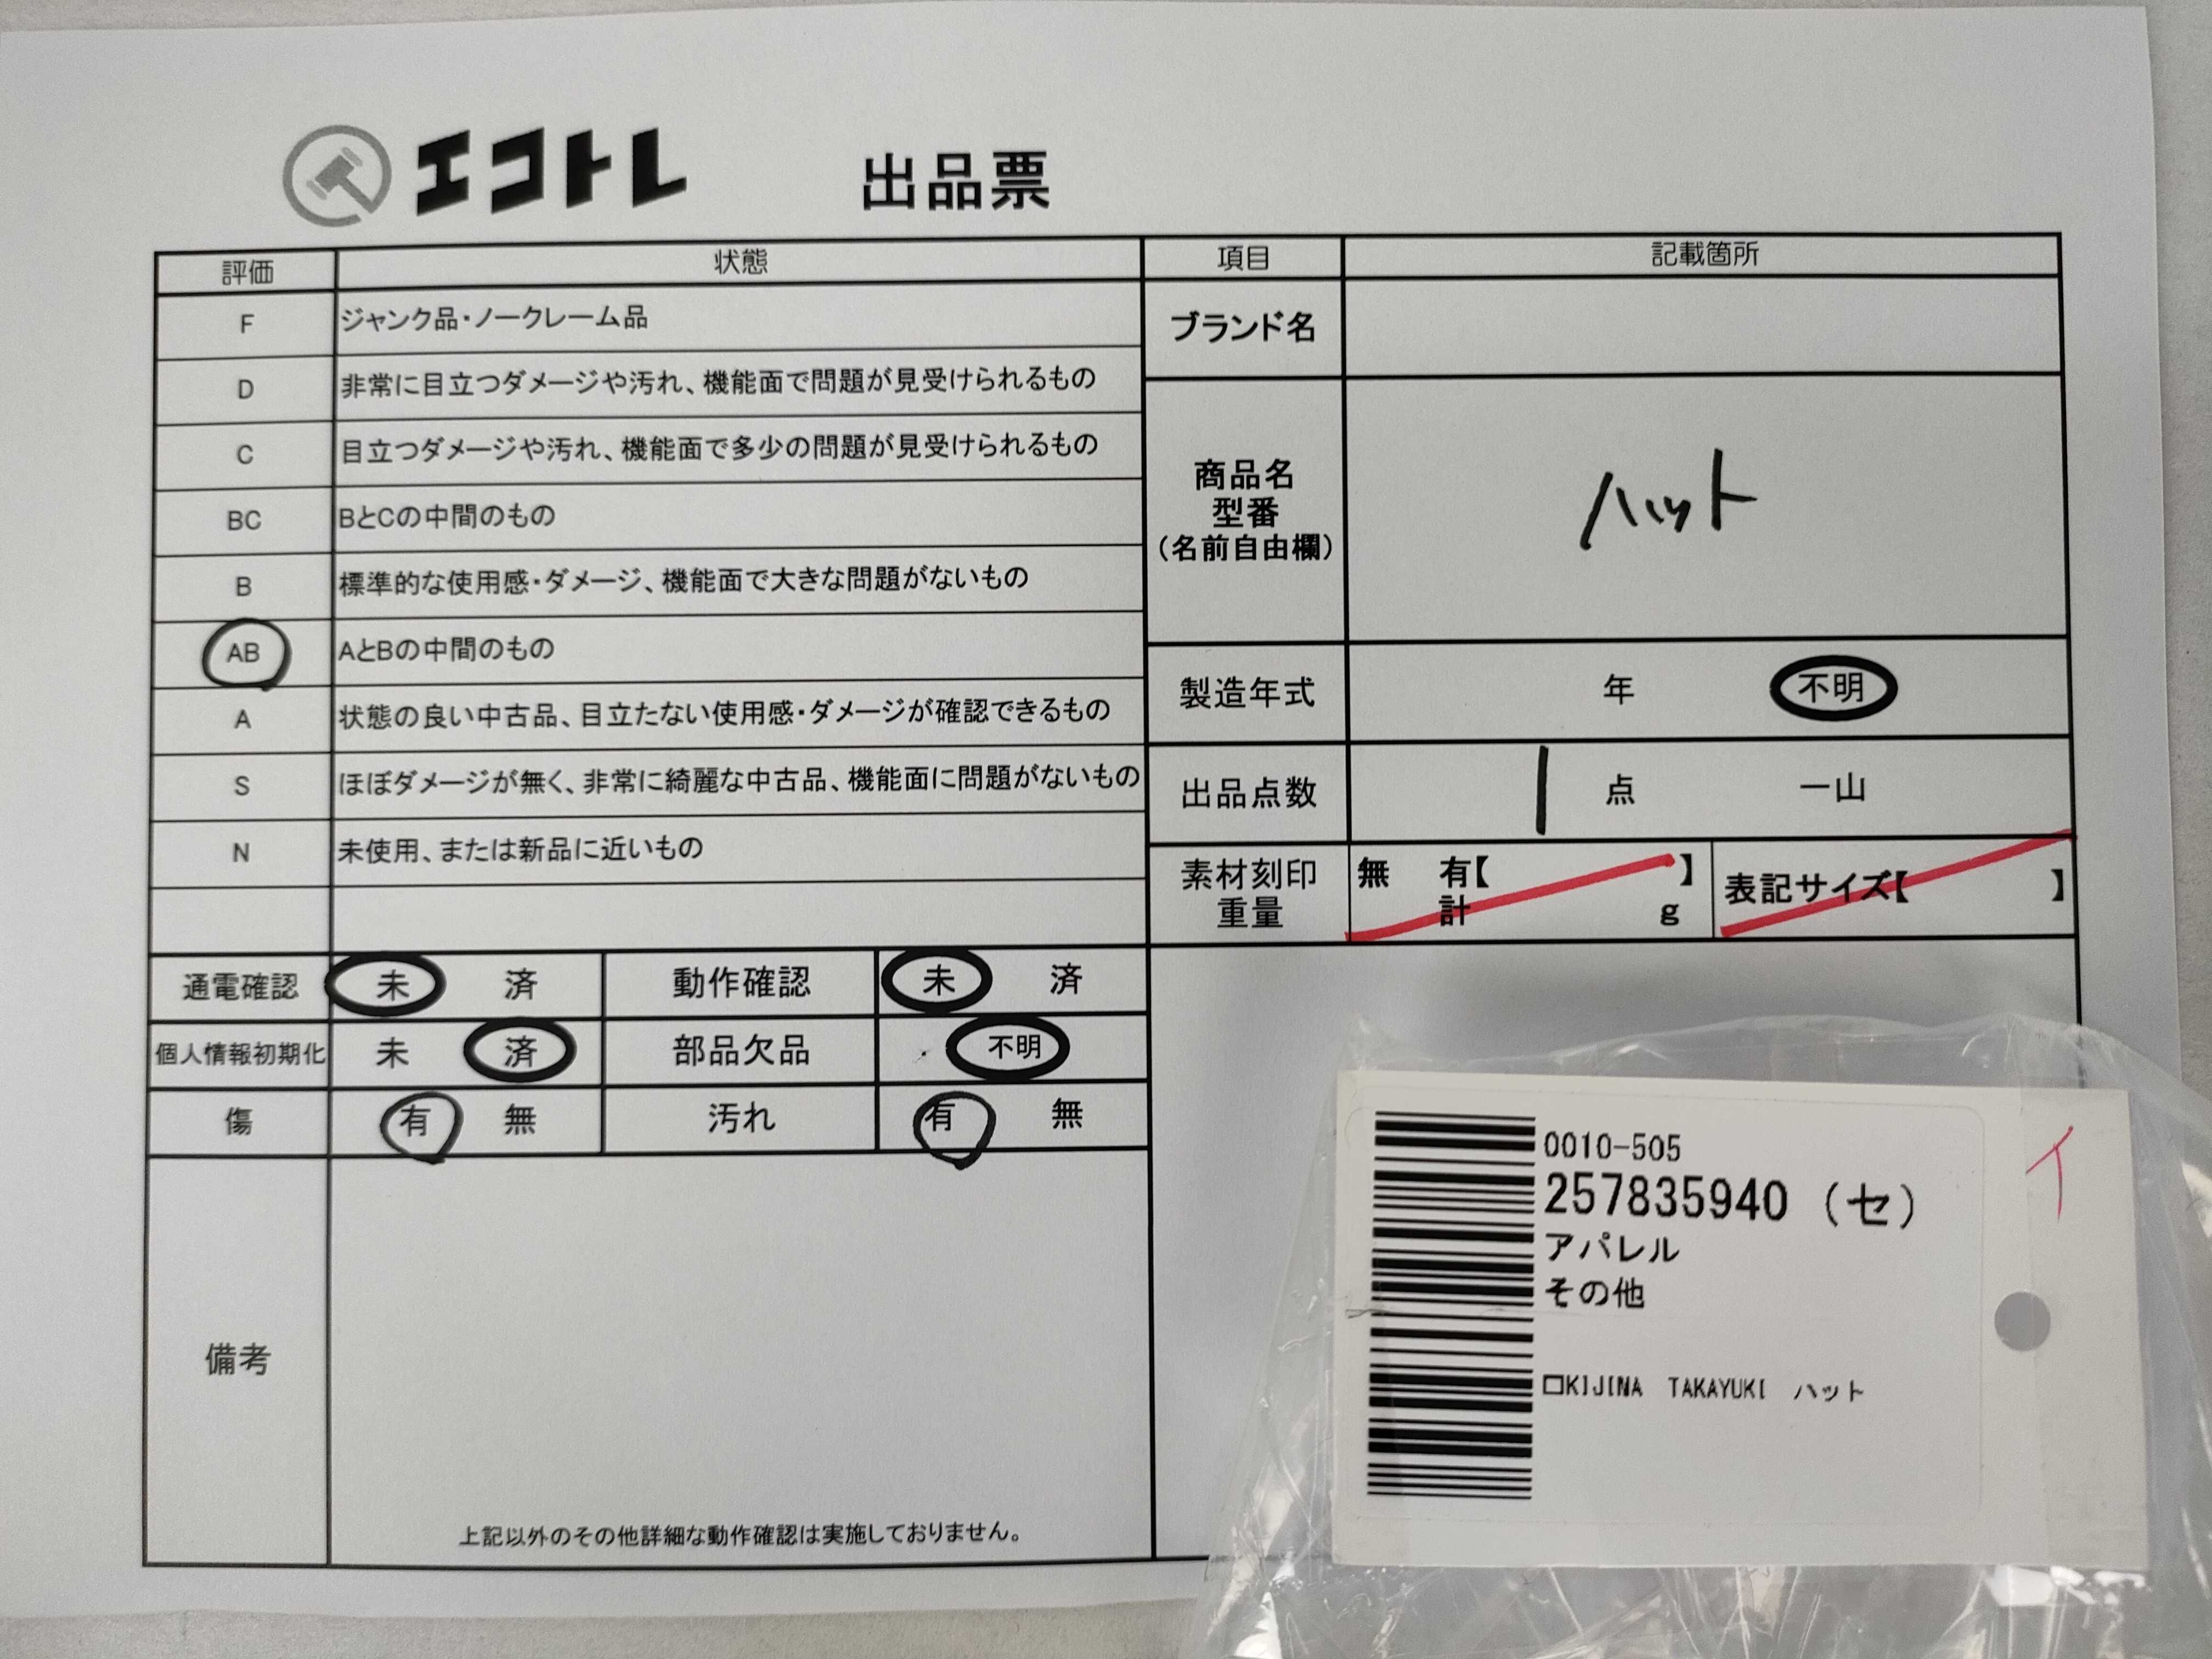 エコトレ 出品票
評価 状態
F ジャンク品・ノークレーム品
D 非常に目立つダメージや汚れ、機能面で問題が見受けられるもの
C 目立つダメージや汚れ、機能面で多少の問題が見受けられるもの
BC BとCの中間のもの
B 標準的な使用感・ダメージ、機能面で大きな問題がないもの
AB AとBの中間のもの
A 状態の良い中古品、目立たない使用感・ダメージが確認できるもの
S ほぼダメージが無く、非常に綺麗な中古品、機能面に問題がないもの
N 未使用、または新品に近いもの
項目 記載箇所
ブランド名
商品名
型番
(名前自由欄)
ハット
製造年式 年 不明
出品点数 1 点 一山
素材刻印
重量
無 有【 】
計 g
表記サイズ【 】
通電確認 未 済 動作確認 未 済
個人情報初期化 未 済 部品欠品 不明
傷 有 無 汚れ 有 無
備考
上記以外のその他詳細な動作確認は実施しておりません。
0010-505
257835940 (セ)
アパレル
その他
□KIJINA TAKAYUKI ハット
イ